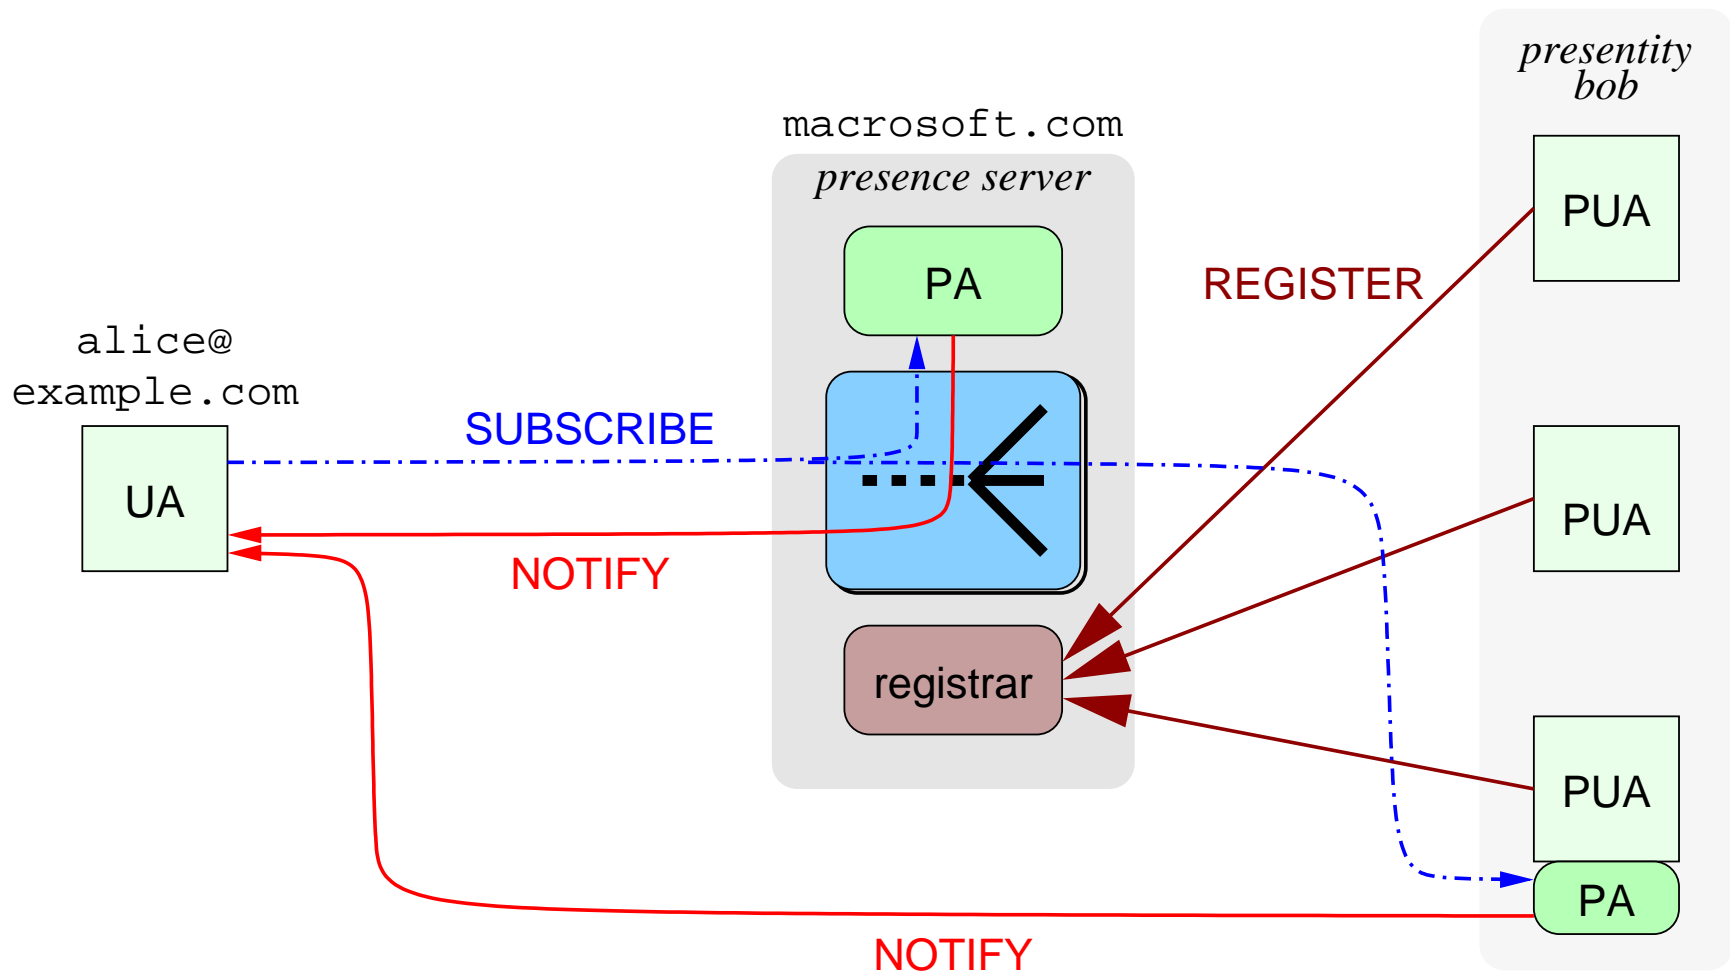 presentity
bob
macrosoft.com
presence server
PUA
PA
REGISTER
alice@
example.com
SUBSCRIBE
UA
PUA
NOTIFY
registrar
PUA
PA
NOTIFY